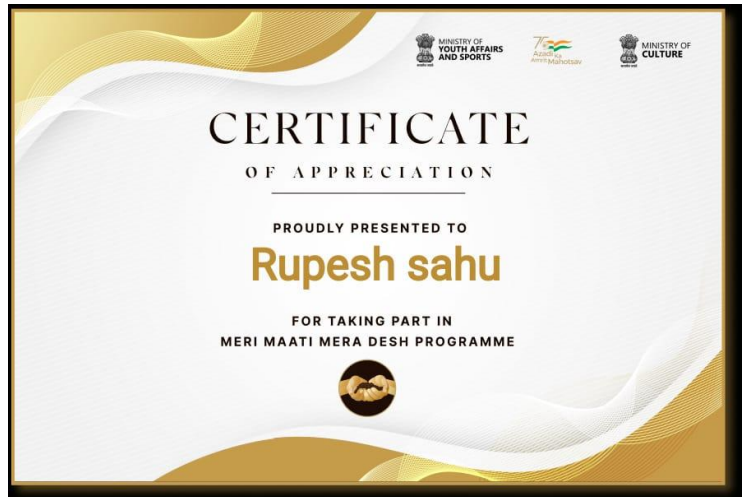 MINISTRY OF
YOUTH AFFAIRS
AND SPORTS
Azadi Ka
Amrit Mahotsav
MINISTRY OF
CULTURE
CERTIFICATE
OF APPRECIATION
PROUDLY PRESENTED TO
Rupesh sahu
FOR TAKING PART IN
MERI MAATI MERA DESH PROGRAMME